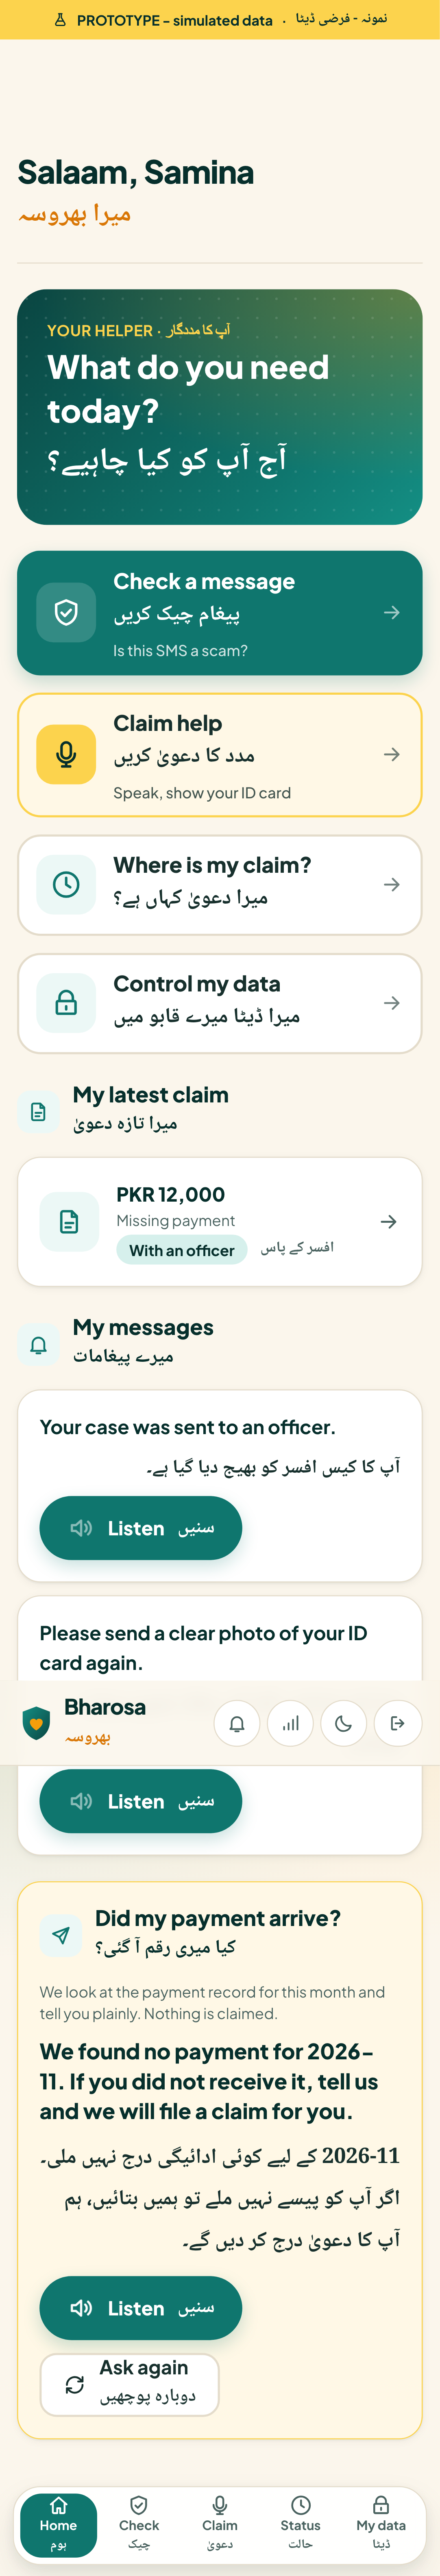 PROTOTYPE – simulated data · نمونہ - فرضی ڈیٹا
Salaam, Samina
میرا بھروسہ
YOUR HELPER · آپ کا مددگار
What do you need
today?
آج آپ کو کیا چاہیے؟
Check a message
پیغام چیک کریں
Is this SMS a scam?
Claim help
مدد کا دعویٰ کریں
Speak, show your ID card
Where is my claim?
میرا دعویٰ کہاں ہے؟
Control my data
میرا ڈیٹا میرے قابو میں
My latest claim
میرا تازہ دعویٰ
PKR 12,000
Missing payment
With an officer افسر کے پاس
My messages
میرے پیغامات
Your case was sent to an officer.
آپ کا کیس افسر کو بھیج دیا گیا ہے۔
Listen سنیں
Please send a clear photo of your ID
card again.
Bharosa
بھروسہ
Listen سنیں
Did my payment arrive?
کیا میری رقم آ گئی؟
We look at the payment record for this month and
tell you plainly. Nothing is claimed.
We found no payment for 2026–
11. If you did not receive it, tell us
and we will file a claim for you.
2026-11 کے لیے کوئی ادائیگی درج نہیں ملی۔
اگر آپ کو پیسے نہیں ملے تو ہمیں بتائیں، ہم
آپ کا دعویٰ درج کر دیں گے۔
Listen سنیں
Ask again
دوبارہ پوچھیں
Home Check Claim Status My data
ہوم چیک دعویٰ حالت ڈیٹا